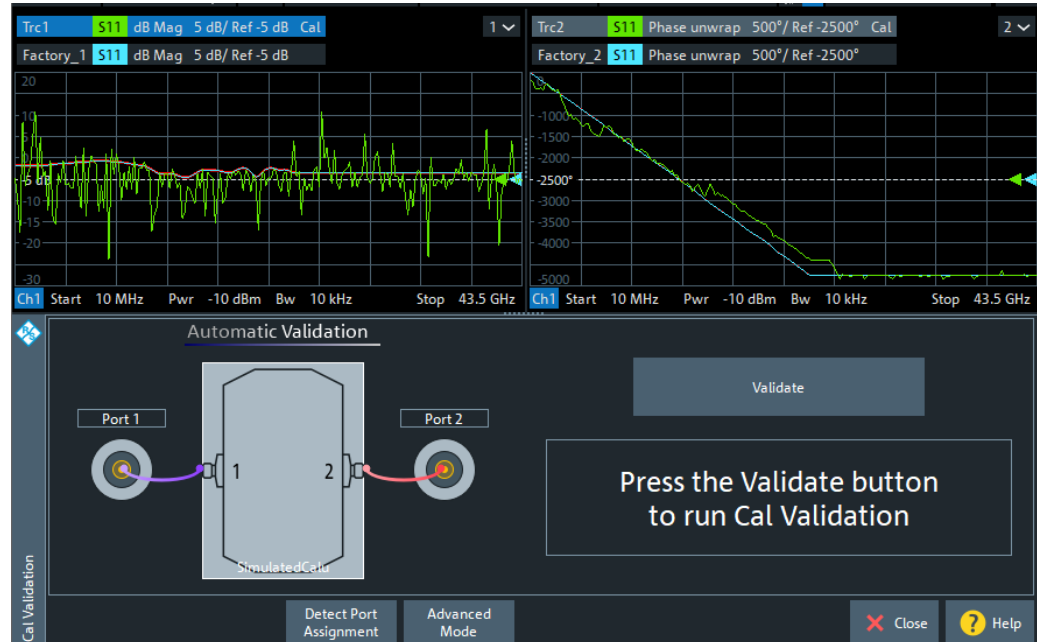 Trc1 S11 dB Mag 5 dB/ Ref -5 dB Cal 1
Factory_1 S11 dB Mag 5 dB/ Ref -5 dB
20
10
5
-5 dB
-10
-15
-20
-30
Ch1 Start 10 MHz Pwr -10 dBm Bw 10 kHz Stop 43.5 GHz
Trc2 S11 Phase unwrap 500°/ Ref -2500° Cal 2
Factory_2 S11 Phase unwrap 500°/ Ref -2500°
-1000
-1500
-2000
-2500°
-3000
-3500
-4000
-5000
Ch1 Start 10 MHz Pwr -10 dBm Bw 10 kHz Stop 43.5 GHz
Cal Validation
Automatic Validation
Port 1
Port 2
1
2
SimulatedCalu
Validate
Press the Validate button
to run Cal Validation
Detect Port
Assignment
Advanced
Mode
Close
Help